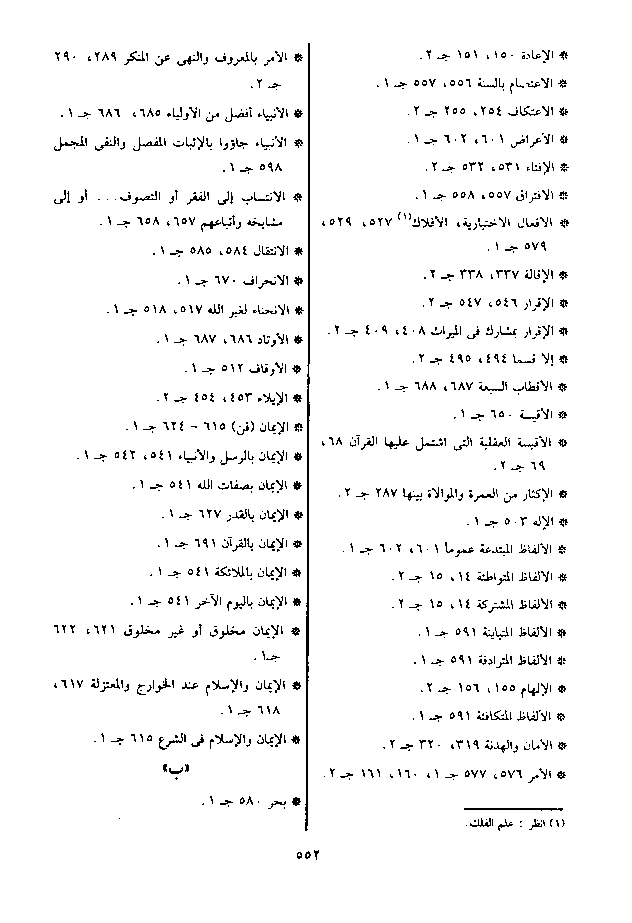 * الإعادة ١٥٠، ١٥١ جـ ٢.
* الاعتصام بالسنة ٥٥٦، ٥٥٧ جـ ١.
* الاعتكاف ٢٥٤، ٢٥٥ جـ ٢.
* الأعراض ٦٠١، ٦٠٢ جـ ١.
* الإفتاء ٥٣١، ٥٣٢ جـ ٢.
* الافتراق ٥٥٧، ٥٥٨ جـ ١.
* الأفعال الاختيارية، الأفلاك(١) ٥٢٧، ٥٢٩،
٥٧٩ جـ ١.
* الإقالة ٣٣٧، ٣٣٨ جـ ٢.
* الإقرار ٥٤٦، ٥٤٧ جـ ٢.
* الإقرار بمشارك فى الميراث ٤٠٨، ٤٠٩ جـ ٢.
* إلا قسما ٤٩٤، ٤٩٥ جـ ٢.
* الأقطاب السبعة ٦٨٧، ٦٨٨ جـ ١.
* الأقيسة ٦٥٠ جـ ١.
* الأقيسة العقلية التى اشتمل عليها القرآن ٦٨،
٦٩ جـ ٢.
* الإكثار من العمرة والموالاة بينها ٢٨٧ جـ ٢.
* الإله ٥٠٣ جـ ١.
* الألفاظ المبتدعة عموماً ٦٠١، ٦٠٢ جـ ١.
* الألفاظ المتواطئة ١٤، ١٥ جـ ٢.
* الألفاظ المشتركة ١٤، ١٥ جـ ٢.
* الألفاظ المتباينة ٥٩١ جـ ١.
* الألفاظ المترادفة ٥٩١ جـ ١.
* الإلهام ١٥٥، ١٥٦ جـ ٢.
* الألفاظ المتكافئة ٥٩١ جـ ١.
* الأمان والهدنة ٣١٩، ٣٢٠ جـ ٢.
* الأمر ٥٧٦، ٥٧٧ جـ ١، ١٦٠، ١٦١ جـ ٢.
(١) انظر : علم الفلك.
* الأمر بالمعروف والنهى عن المنكر ٢٨٩، ٢٩٠
جـ ٢.
* الأنبياء أفضل من الأولياء ٦٨٥، ٦٨٦ جـ ١.
* الأنبياء جاؤوا بالإثبات المفصل والنفى المجمل
٥٩٨ جـ ١.
* الانتساب إلى الفقر أو التصوف... أو إلى
مشايخه وأتباعهم ٦٥٧، ٦٥٨ جـ ١.
* الانتقال ٥٨٤، ٥٨٥ جـ ١.
* الانحراف ٦٧٠ جـ ١.
* الانحناء لغير الله ٥١٧، ٥١٨ جـ ١.
* الأوتاد ٦٨٦، ٦٨٧ جـ ١.
* الأوقاف ٥١٢ جـ ١.
* الإيلاء ٤٥٣، ٤٥٤ جـ ٢.
* الإيمان (فن) ٦١٥ - ٦٢٤ جـ ١.
* الإيمان بالرسل والأنبياء ٥٤١، ٥٤٢ جـ ١.
* الإيمان بصفات الله ٥٤١ جـ ١.
* الإيمان بالقدر ٦٢٧ جـ ١.
* الإيمان بالقرآن ٦٩١ جـ ١.
* الإيمان بالملائكة ٥٤١ جـ ١.
* الإيمان باليوم الآخر ٥٤١ جـ ١.
* الإيمان مخلوق أو غير مخلوق ٦٢١، ٦٢٢
جـ١.
* الإيمان والإسلام عند الخوارج والمعتزلة ٦١٧،
٦١٨ جـ ١.
* الإيمان والإسلام فى الشرع ٦١٥ جـ ١.
«ب»
* بحر ٥٨٠ جـ ١.
٥٥٢